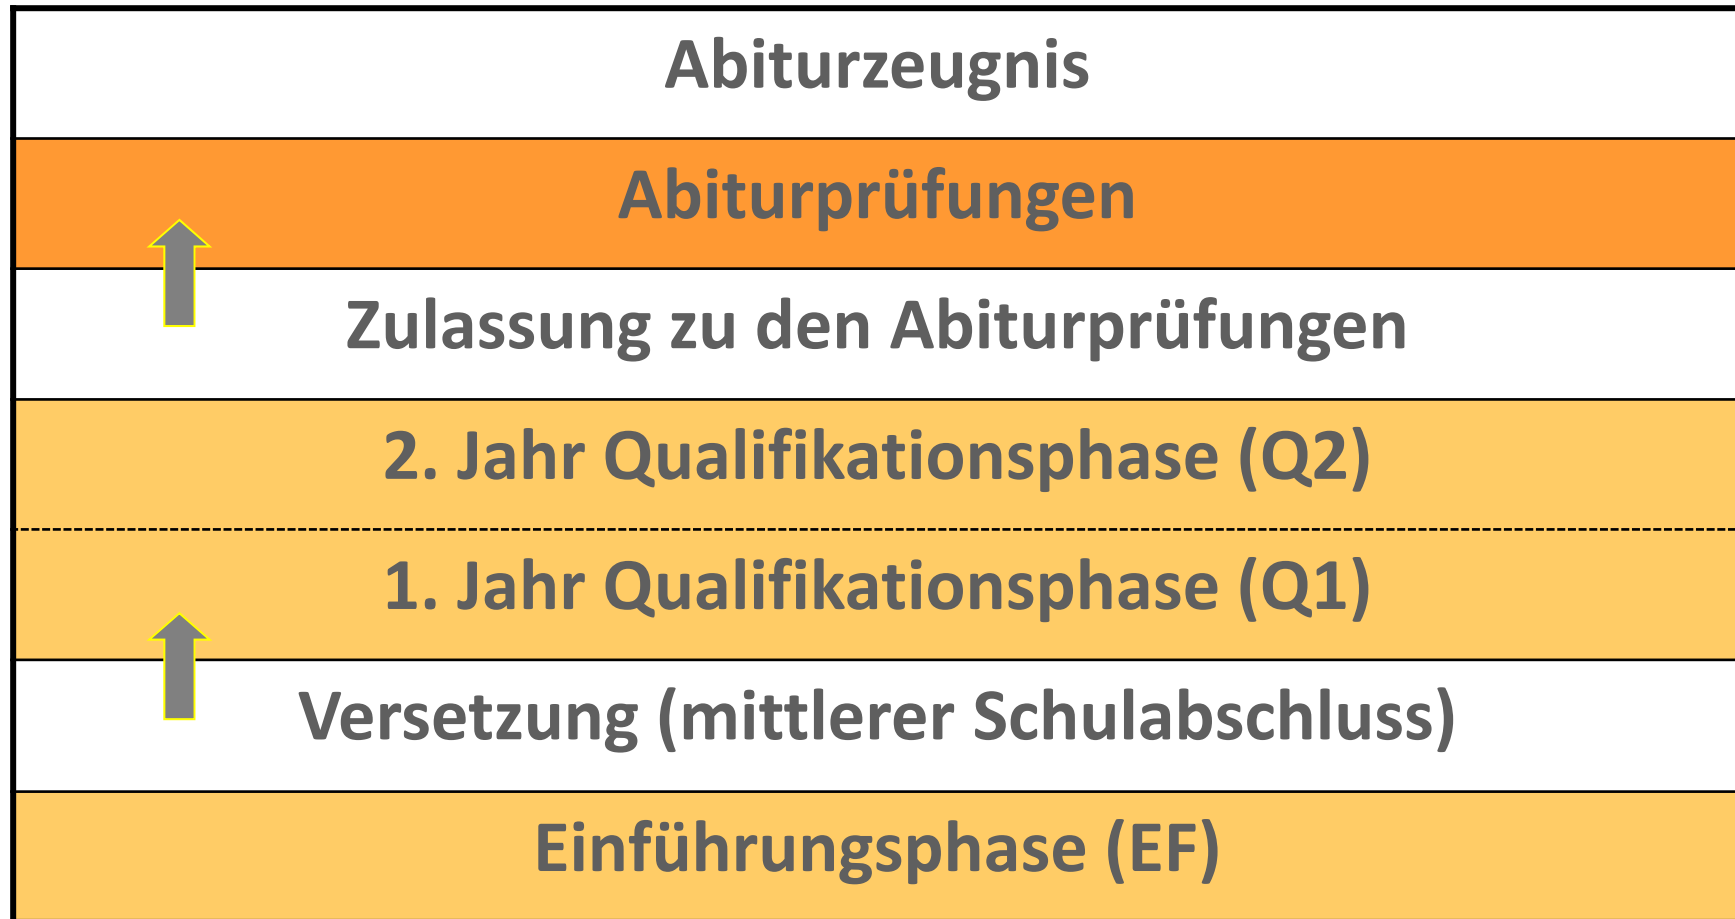 Abiturzeugnis
Abiturprüfungen
Zulassung zu den Abiturprüfungen
2. Jahr Qualifikationsphase (Q2)
1. Jahr Qualifikationsphase (Q1)
Versetzung (mittlerer Schulabschluss)
Einführungsphase (EF)